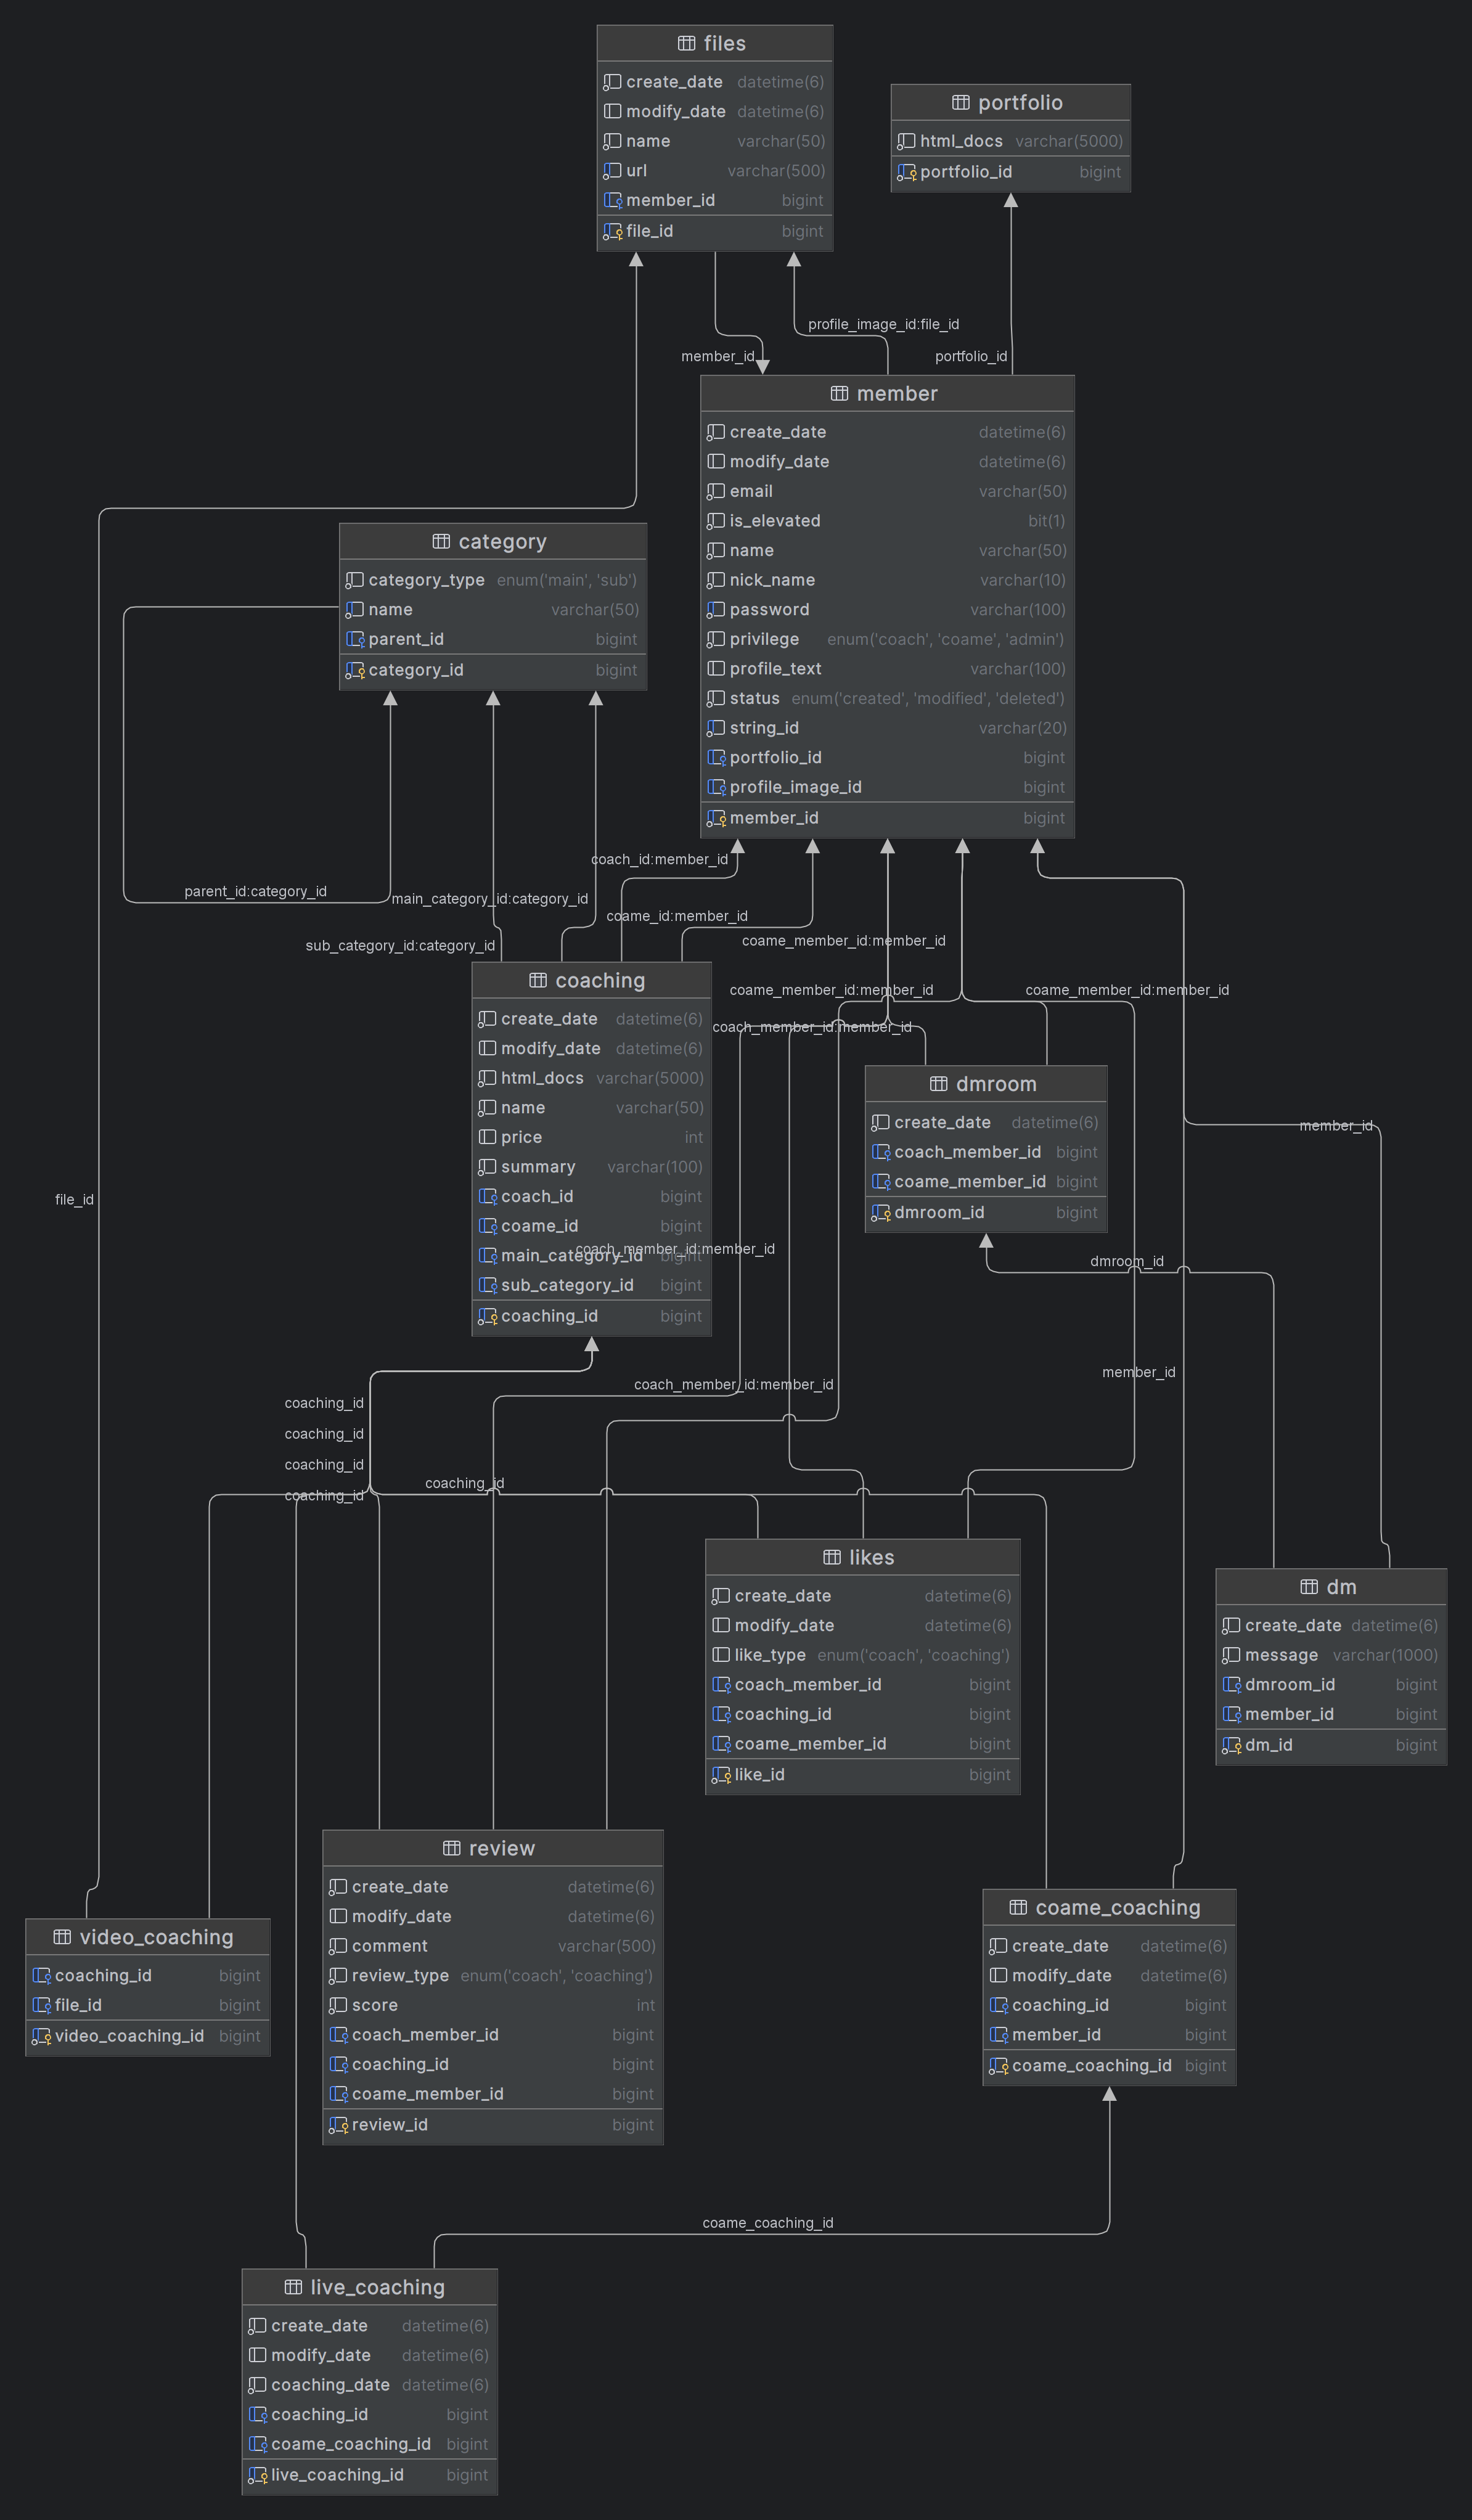 files
create_date datetime(6)
modify_date datetime(6)
name varchar(50)
url varchar(500)
member_id bigint
file_id bigint
portfolio
html_docs varchar(5000)
portfolio_id bigint
profile_image_id:file_id
member_id
portfolio_id
member
create_date datetime(6)
modify_date datetime(6)
email varchar(50)
is_elevated bit(1)
name varchar(50)
nick_name varchar(10)
password varchar(100)
privilege enum('coach', 'coame', 'admin')
profile_text varchar(100)
status enum('created', 'modified', 'deleted')
string_id varchar(20)
portfolio_id bigint
profile_image_id bigint
member_id bigint
category
category_type enum('main', 'sub')
name varchar(50)
parent_id bigint
category_id bigint
coach_id:member_id
parent_id:category_id
main_category_id:category_id
coame_id:member_id
sub_category_id:category_id
coame_member_id:member_id
coame_member_id:member_id
coame_member_id:member_id
coach_member_id:member_id
coaching
create_date datetime(6)
modify_date datetime(6)
html_docs varchar(5000)
name varchar(50)
price int
summary varchar(100)
coach_id bigint
coame_id bigint
main_category_id bigint
sub_category_id bigint
coaching_id bigint
coach_member_id:member_id
dmroom
create_date datetime(6)
coach_member_id bigint
coame_member_id bigint
dmroom_id bigint
member_id
file_id
dmroom_id
member_id
coach_member_id:member_id
coaching_id
coaching_id
coaching_id
coaching_id
coaching_id
likes
create_date datetime(6)
modify_date datetime(6)
like_type enum('coach', 'coaching')
coach_member_id bigint
coaching_id bigint
coame_member_id bigint
like_id bigint
dm
create_date datetime(6)
message varchar(1000)
dmroom_id bigint
member_id bigint
dm_id bigint
review
create_date datetime(6)
modify_date datetime(6)
comment varchar(500)
review_type enum('coach', 'coaching')
score int
coach_member_id bigint
coaching_id bigint
coame_member_id bigint
review_id bigint
video_coaching
coaching_id bigint
file_id bigint
video_coaching_id bigint
coame_coaching
create_date datetime(6)
modify_date datetime(6)
coaching_id bigint
member_id bigint
coame_coaching_id bigint
coame_coaching_id
live_coaching
create_date datetime(6)
modify_date datetime(6)
coaching_date datetime(6)
coaching_id bigint
coame_coaching_id bigint
live_coaching_id bigint